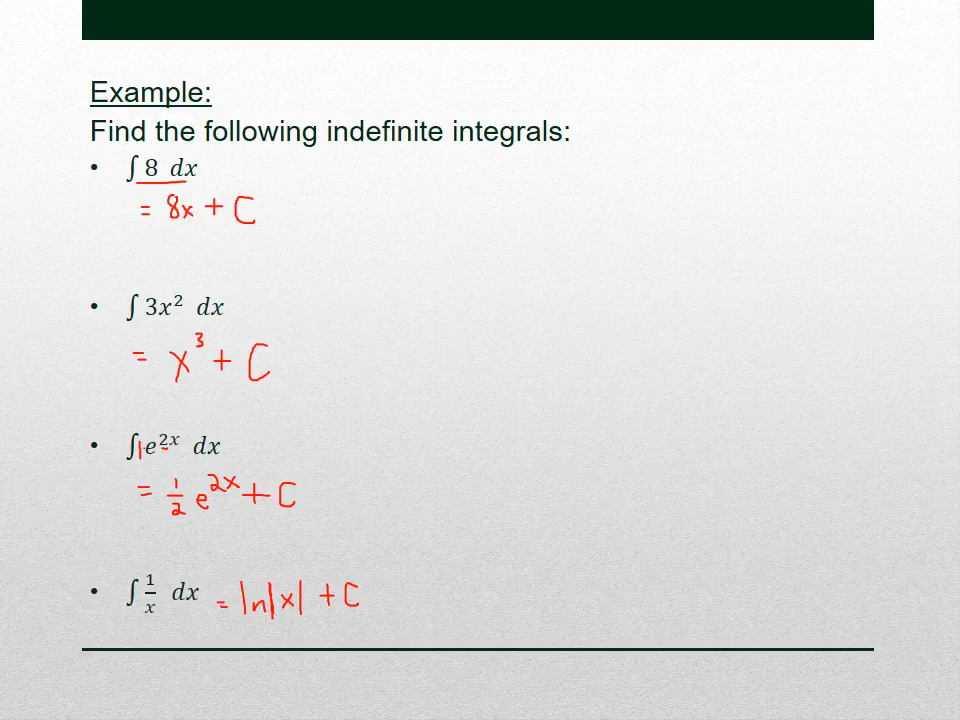 Example:
Find the following indefinite integrals:
• ∫ 8 dx
= 8x + C
• ∫ 3x² dx
= x³ + C
• ∫ 1·e²ˣ dx
= 1/2 e²ˣ + C
• ∫ 1/x dx = ln|x| + C